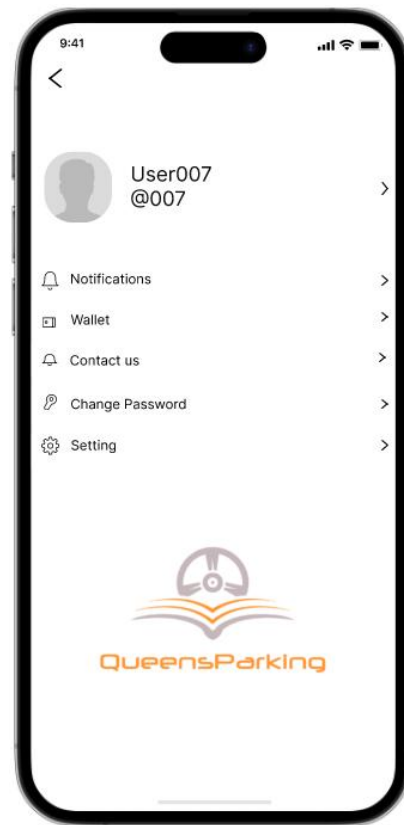 9:41
User007
@007
Notifications
Wallet
Contact us
Change Password
Setting
QueensParking